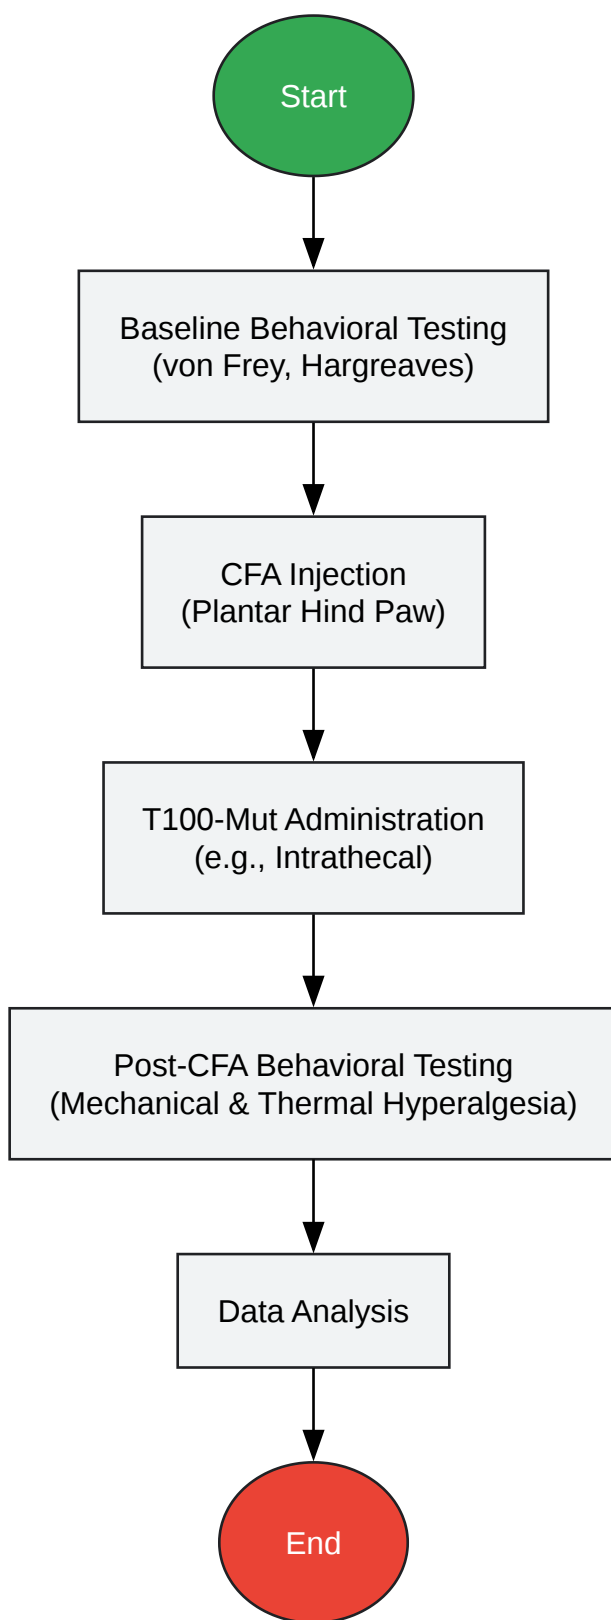 Start
Baseline Behavioral Testing
(von Frey, Hargreaves)
CFA Injection
(Plantar Hind Paw)
T100-Mut Administration
(e.g., Intrathecal)
Post-CFA Behavioral Testing
(Mechanical & Thermal Hyperalgesia)
Data Analysis
End